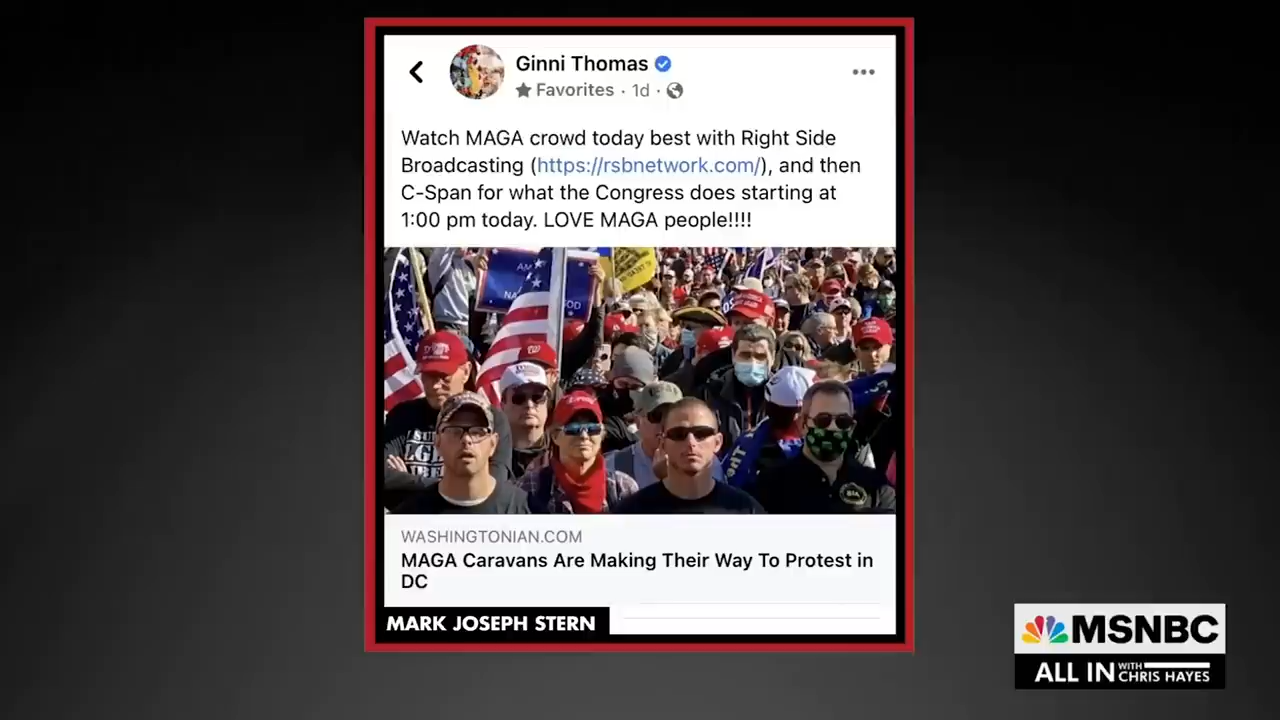 Ginni Thomas
Favorites · 1d ·
Watch MAGA crowd today best with Right Side
Broadcasting (https://rsbnetwork.com/), and then
C-Span for what the Congress does starting at
1:00 pm today. LOVE MAGA people!!!!
WASHINGTONIAN.COM
MAGA Caravans Are Making Their Way To Protest in
DC
MARK JOSEPH STERN
MSNBC
ALL IN WITH CHRIS HAYES